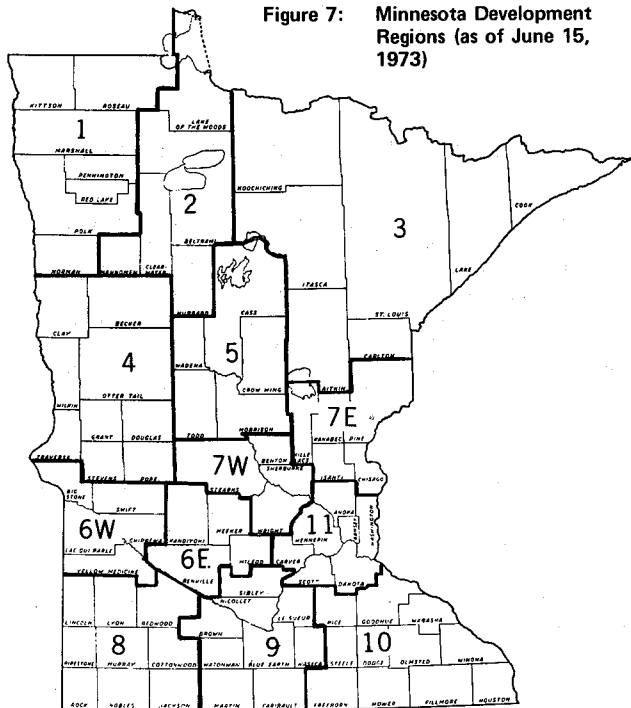 Figure 7: Minnesota Development
Regions (as of June 15,
1973)
KITTSON
ROSEAU
LAKE
OF THE WOODS
1
MARSHALL
PENNINGTON
RED LAKE
2
KOOCHICHING
3
COOK
POLK
BELTRAMI
LAKE
NORMAN
MAHNOMEN
CLEAR-
WATER
ITASCA
HUBBARD
CASS
ST. LOUIS
CLAY
BECKER
4
5
WADENA
CARLTON
WILKIN
OTTER TAIL
CROW WING
AITKIN
7E
GRANT
DOUGLAS
TODD
MORRISON
MILLE
LACS
KANABEC
PINE
TRAVERSE
7W
BENTON
SHERBURNE
STEVENS
POPE
STEARNS
ISANTI
CHISAGO
BIG
STONE
SWIFT
ANOKA
RAMSEY
WASHINGTON
6W
MEEKER
WRIGHT
11
HENNEPIN
CHIPPEWA
KANDIYOHI
LAC QUI PARLE
6E
MCLEOD
CARVER
YELLOW MEDICINE
RENVILLE
SCOTT
DAKOTA
SIBLEY
NICOLLET
LINCOLN
LYON
REDWOOD
LE SUEUR
RICE
GOODHUE
WABASHA
8
BROWN
9
10
PIPESTONE
MURRAY
COTTONWOOD
WATONWAN
BLUE EARTH
WASECA
STEELE
DODGE
OLMSTED
WINONA
ROCK
NOBLES
JACKSON
MARTIN
FARIBAULT
FREEBORN
MOWER
FILLMORE
HOUSTON